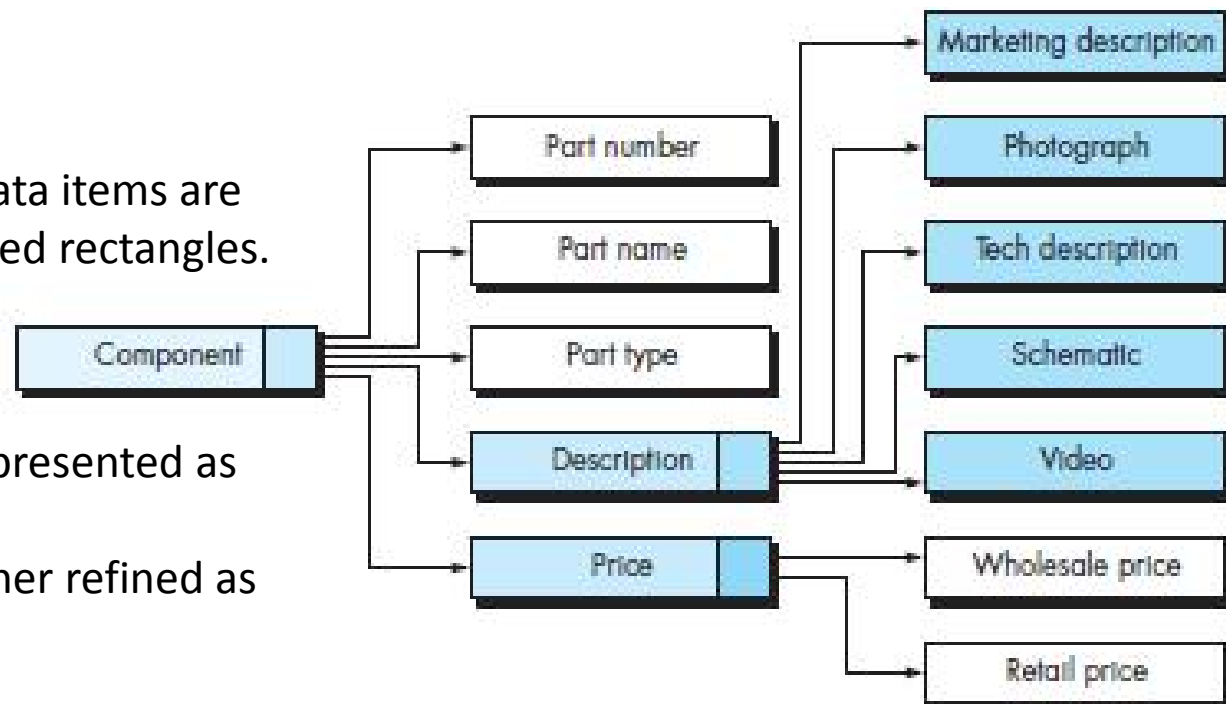 ata items are
ed rectangles.
presented as
ner refined as
Component
Part number
Part name
Part type
Description
Price
Marketing description
Photograph
Tech description
Schematic
Video
Wholesale price
Retail price